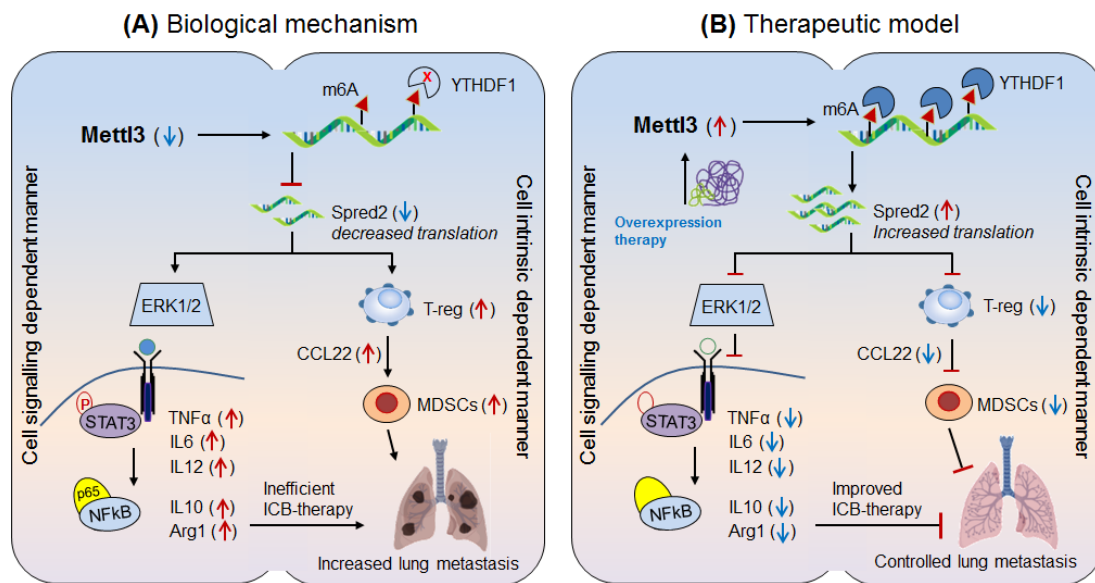 (A) Biological mechanism
Cell signalling dependent manner
Cell intrinsic dependent manner
X
m6A
YTHDF1
Mettl3 (↓)
Spred2 (↓)
decreased translation
ERK1/2
T-reg (↑)
CCL22 (↑)
P
STAT3
TNFα (↑)
IL6 (↑)
IL12 (↑)
MDSCs (↑)
p65
NFkB
IL10 (↑)
Arg1 (↑)
Inefficient
ICB-therapy
Increased lung metastasis
(B) Therapeutic model
Cell signalling dependent manner
Cell intrinsic dependent manner
YTHDF1
m6A
Mettl3 (↑)
Overexpression
therapy
Spred2 (↑)
Increased translation
ERK1/2
T-reg (↓)
CCL22 (↓)
STAT3
TNFα (↓)
IL6 (↓)
IL12 (↓)
MDSCs (↓)
NFkB
IL10 (↓)
Arg1 (↓)
Improved
ICB-therapy
Controlled lung metastasis